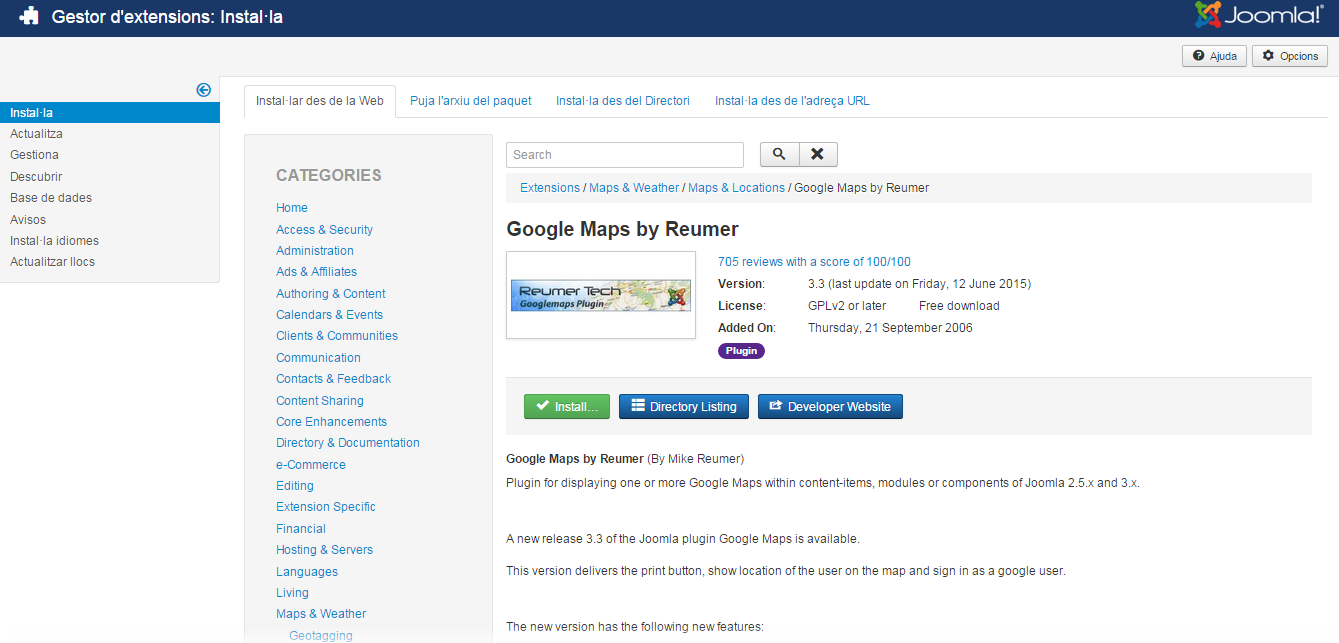 Gestor d'extensions: Instal·la
Joomla!®
Ajuda
Opcions
Instal·la
Actualitza
Gestiona
Descubrir
Base de dades
Avisos
Instal·la idiomes
Actualitzar llocs
Instal·lar des de la Web
Puja l'arxiu del paquet
Instal·la des del Directori
Instal·la des de l'adreça URL
CATEGORIES
Home
Access & Security
Administration
Ads & Affiliates
Authoring & Content
Calendars & Events
Clients & Communities
Communication
Contacts & Feedback
Content Sharing
Core Enhancements
Directory & Documentation
e-Commerce
Editing
Extension Specific
Financial
Hosting & Servers
Languages
Living
Maps & Weather
Geotagging
Search
Extensions / Maps & Weather / Maps & Locations / Google Maps by Reumer
Google Maps by Reumer
Reumer Tech
Googlemaps Plugin
705 reviews with a score of 100/100
Version: 3.3 (last update on Friday, 12 June 2015)
License: GPLv2 or later Free download
Added On: Thursday, 21 September 2006
Plugin
Install...
Directory Listing
Developer Website
Google Maps by Reumer (By Mike Reumer)
Plugin for displaying one or more Google Maps within content-items, modules or components of Joomla 2.5.x and 3.x.
A new release 3.3 of the Joomla plugin Google Maps is available.
This version delivers the print button, show location of the user on the map and sign in as a google user.
The new version has the following new features: